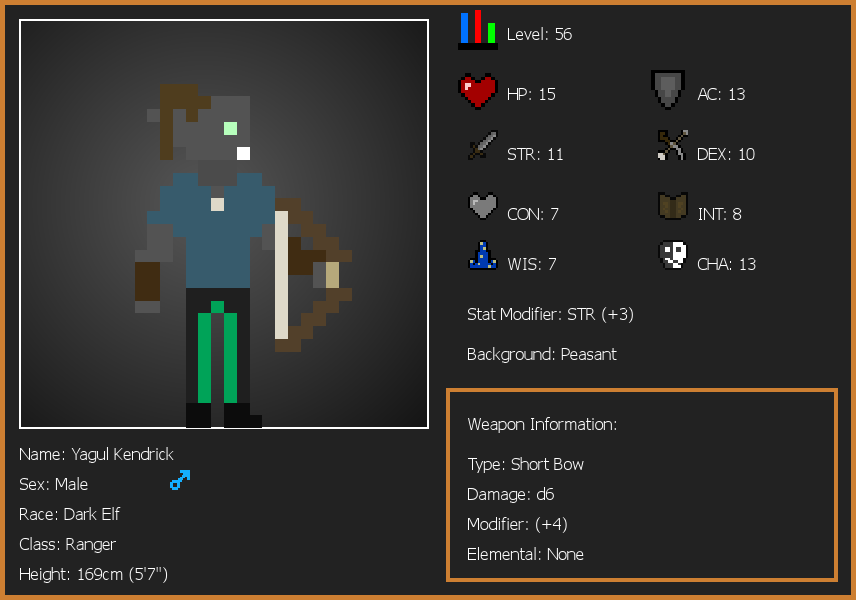 Level: 56
HP: 15
AC: 13
STR: 11
DEX: 10
CON: 7
INT: 8
WIS: 7
CHA: 13
Stat Modifier: STR (+3)
Background: Peasant
Weapon Information:
Type: Short Bow
Damage: d6
Modifier: (+4)
Elemental: None
Name: Yagul Kendrick
Sex: Male
Race: Dark Elf
Class: Ranger
Height: 169cm (5'7")